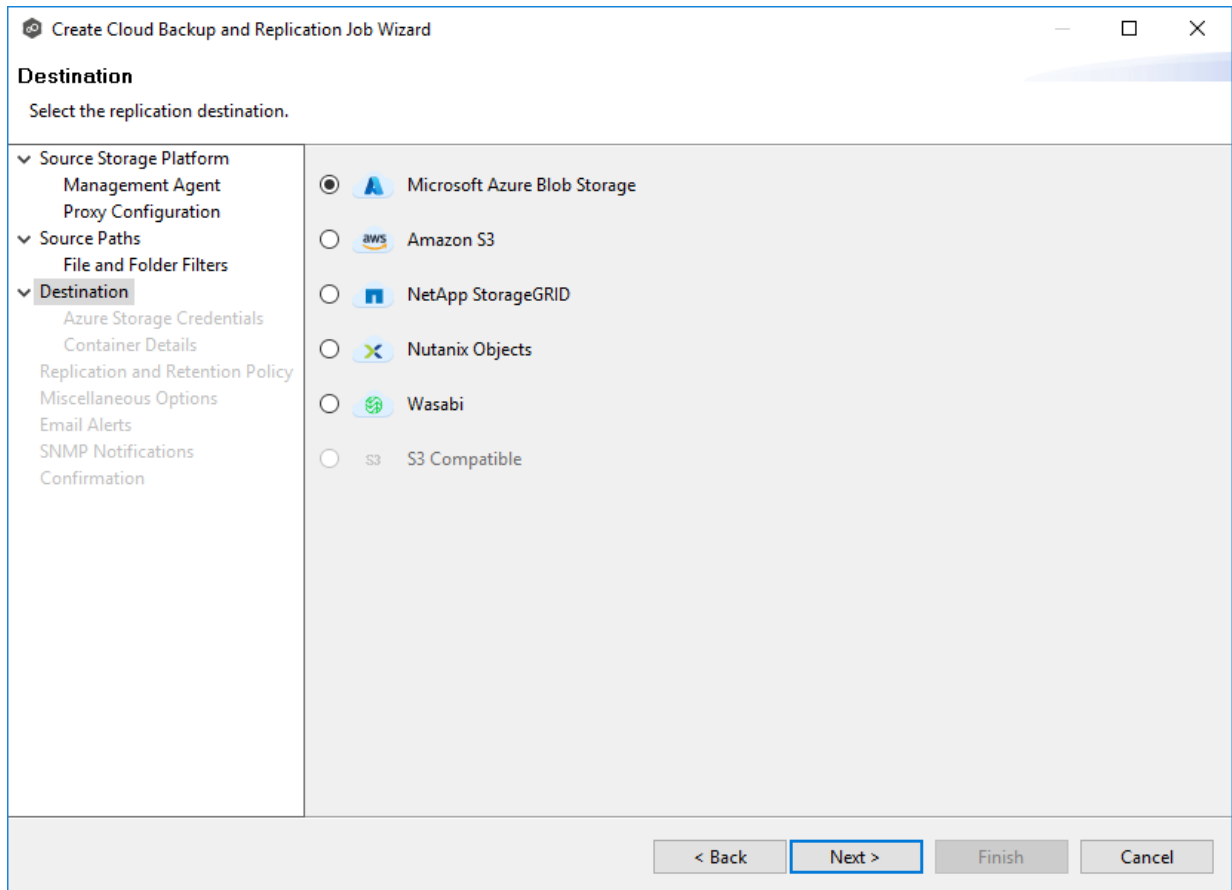 Create Cloud Backup and Replication Job Wizard
Destination
Select the replication destination.
Source Storage Platform
Management Agent
Proxy Configuration
Source Paths
File and Folder Filters
Destination
Azure Storage Credentials
Container Details
Replication and Retention Policy
Miscellaneous Options
Email Alerts
SNMP Notifications
Confirmation
Microsoft Azure Blob Storage
aws Amazon S3
NetApp StorageGRID
Nutanix Objects
Wasabi
S3 S3 Compatible
< Back Next > Finish Cancel